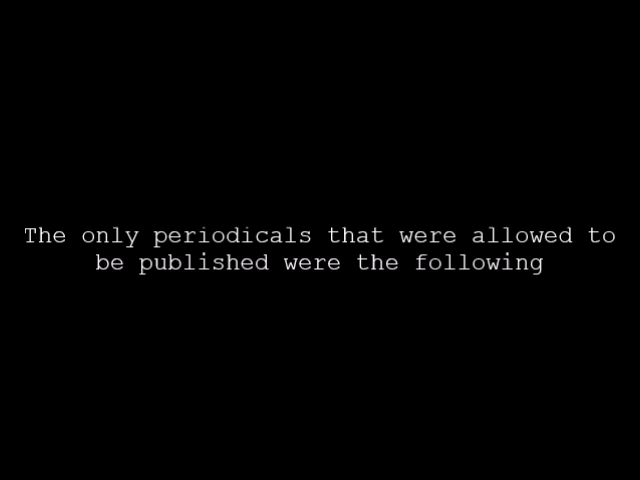 The only periodicals that were allowed to
be published were the following